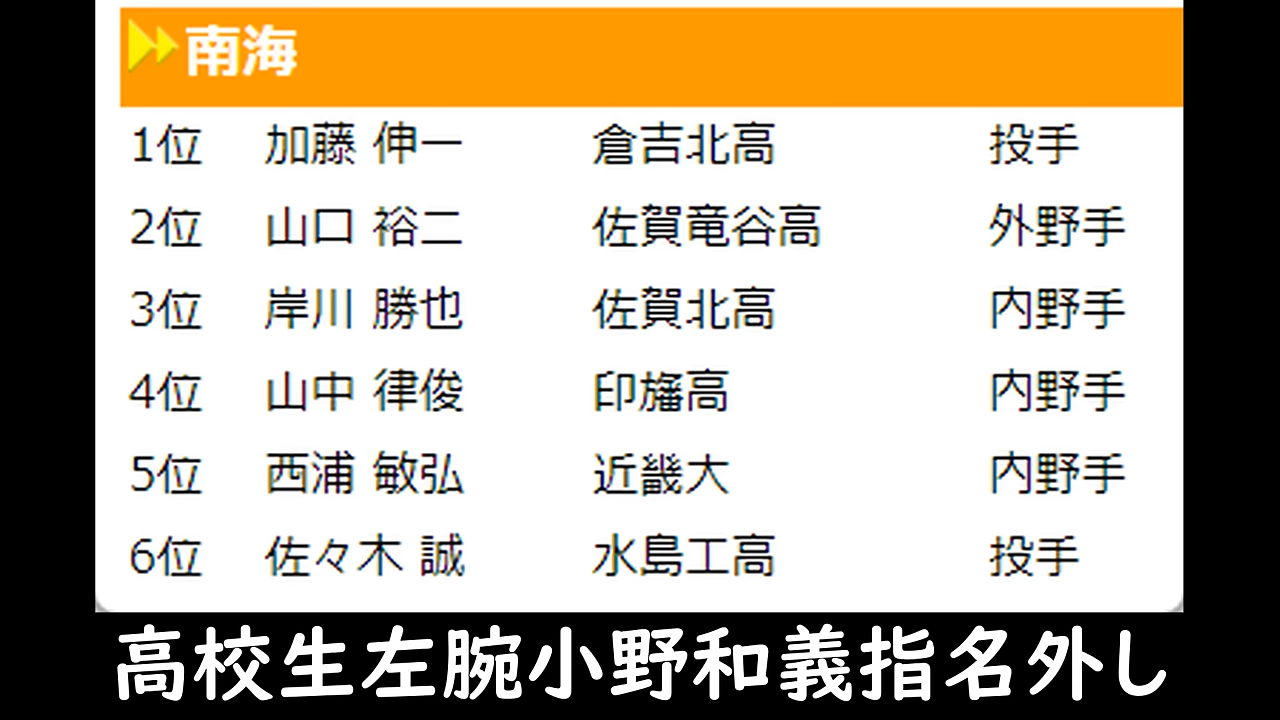 南海
1位 加藤 伸一 倉吉北高 投手
2位 山口 裕二 佐賀竜谷高 外野手
3位 岸川 勝也 佐賀北高 内野手
4位 山中 律俊 印旛高 内野手
5位 西浦 敏弘 近畿大 内野手
6位 佐々木 誠 水島工高 投手
高校生左腕小野和義指名外し